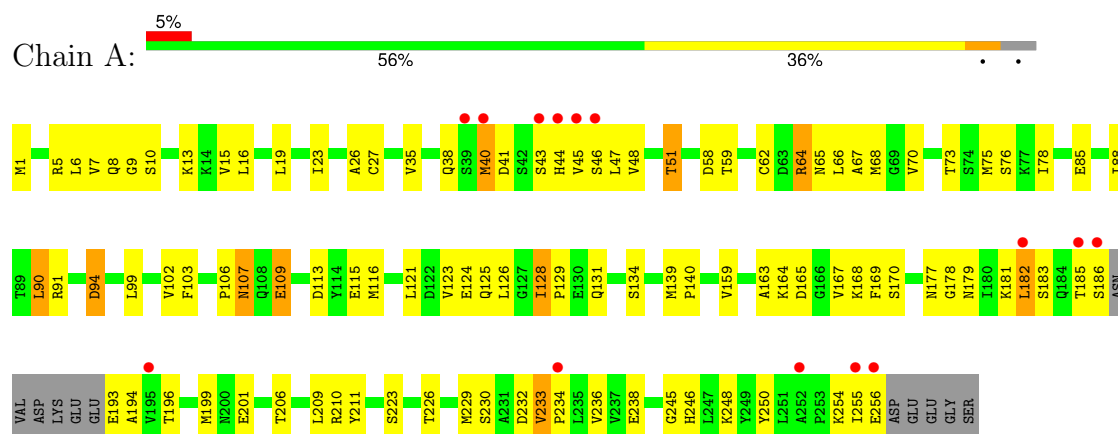 5%
Chain A:
56% 36% • •
M1 R5 L6 V7 Q8 G9 S10 K13 K14 V15 L16 L19 I23 A26 C27 V35 Q38 S39 M40 D41 S42 S43 H44 V45 S46 L47 V48 T51 D58 T59 C62 D63 R64 N65 L66 A67 M68 G69 V70 T73 S74 M75 S76 K77 I78 E85 I88
T89 L90 R91 D94 L99 V102 F103 P106 N107 Q108 E109 D113 Y114 E115 M116 L121 D122 V123 E124 Q125 L126 G127 I128 P129 E130 Q131 S134 M139 P140 V159 A163 K164 D165 G166 V167 K168 F169 S170 N177 G178 N179 I180 K181 L182 S183 Q184 T185 S186 ASN
VAL ASP LYS GLU GLU E193 A194 V195 T196 M199 N200 E201 T206 L209 R210 Y211 S223 T226 M229 S230 A231 D232 V233 P234 L235 V236 V237 E238 G245 H246 L247 K248 Y249 Y250 L251 A252 P253 K254 I255 E256 ASP GLU GLU GLY SER